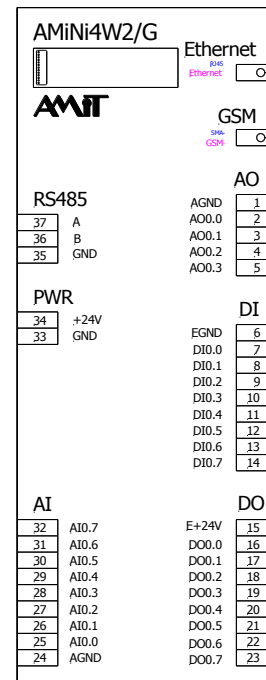 AMiNi4W2/G
AMiT
Ethernet
RJ45
Ethernet
GSM
SMA-
GSM-
RS485
37 A
36 B
35 GND
PWR
34 +24V
33 GND
AI
32 AI0.7
31 AI0.6
30 AI0.5
29 AI0.4
28 AI0.3
27 AI0.2
26 AI0.1
25 AI0.0
24 AGND
AO
AGND 1
AO0.0 2
AO0.1 3
AO0.2 4
AO0.3 5
DI
EGND 6
DI0.0 7
DI0.1 8
DI0.2 9
DI0.3 10
DI0.4 11
DI0.5 12
DI0.6 13
DI0.7 14
DO
E+24V 15
DO0.0 16
DO0.1 17
DO0.2 18
DO0.3 19
DO0.4 20
DO0.5 21
DO0.6 22
DO0.7 23